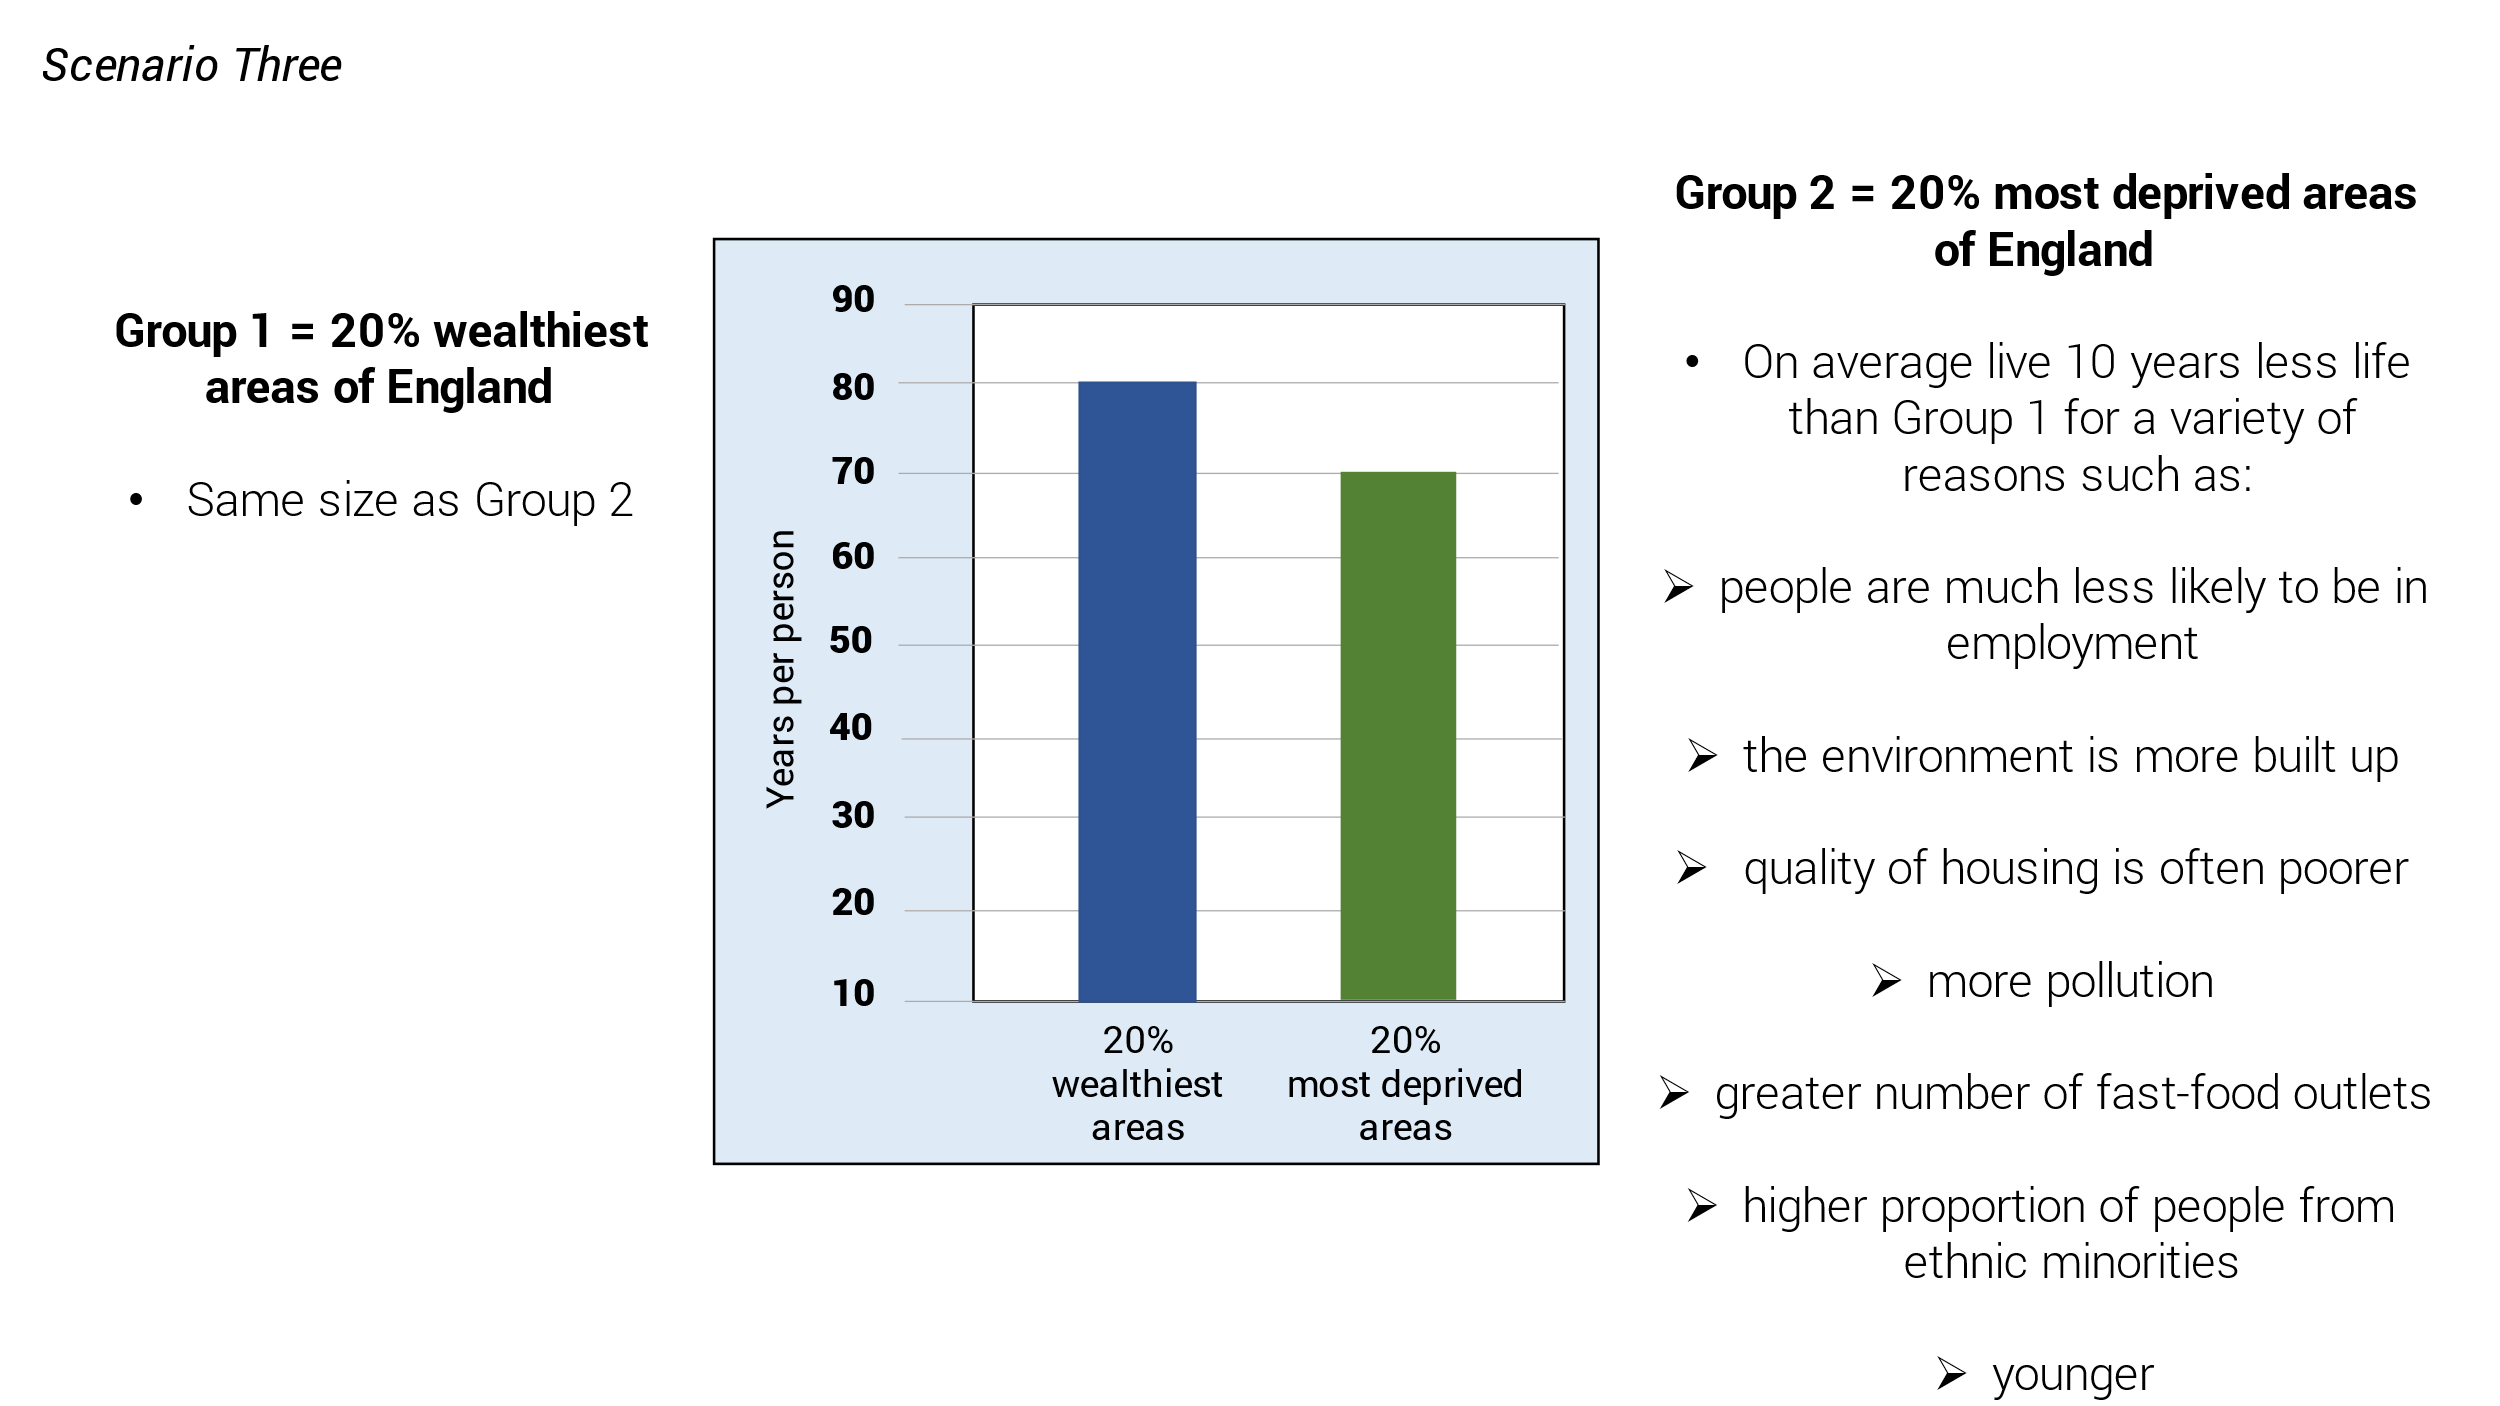 Scenario Three
Group 1 = 20% wealthiest
areas of England
• Same size as Group 2
Years per person
90
80
70
60
50
40
30
20
10
20%
wealthiest
areas
20%
most deprived
areas
Group 2 = 20% most deprived areas
of England
• On average live 10 years less life
than Group 1 for a variety of
reasons such as:
➢ people are much less likely to be in
employment
➢ the environment is more built up
➢ quality of housing is often poorer
➢ more pollution
➢ greater number of fast-food outlets
➢ higher proportion of people from
ethnic minorities
➢ younger